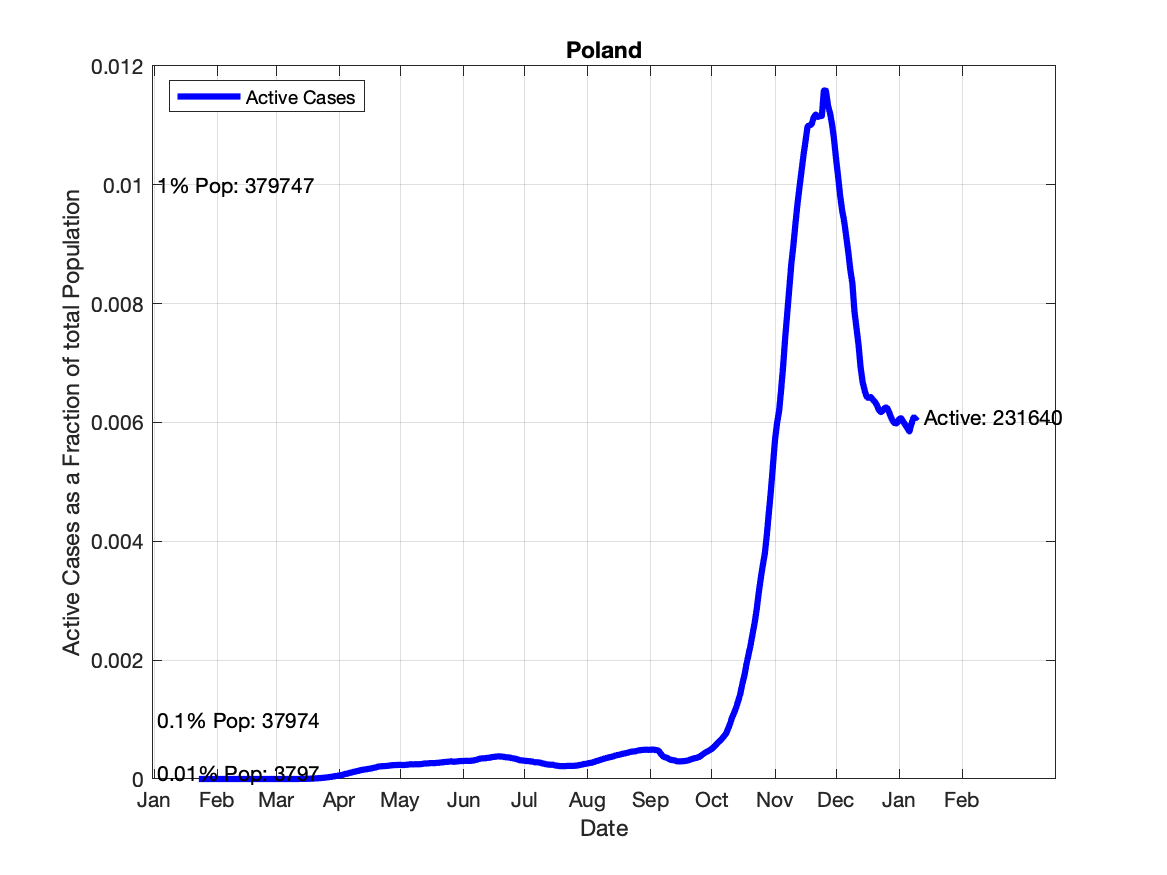 Poland
0.012
Active Cases
0.01
1% Pop: 379747
0.008
0.006
Active: 231640
0.004
0.002
0.1% Pop: 37974
0
0.01% Pop: 3797
Jan Feb Mar Apr May Jun Jul Aug Sep Oct Nov Dec Jan Feb
Date
Active Cases as a Fraction of total Population